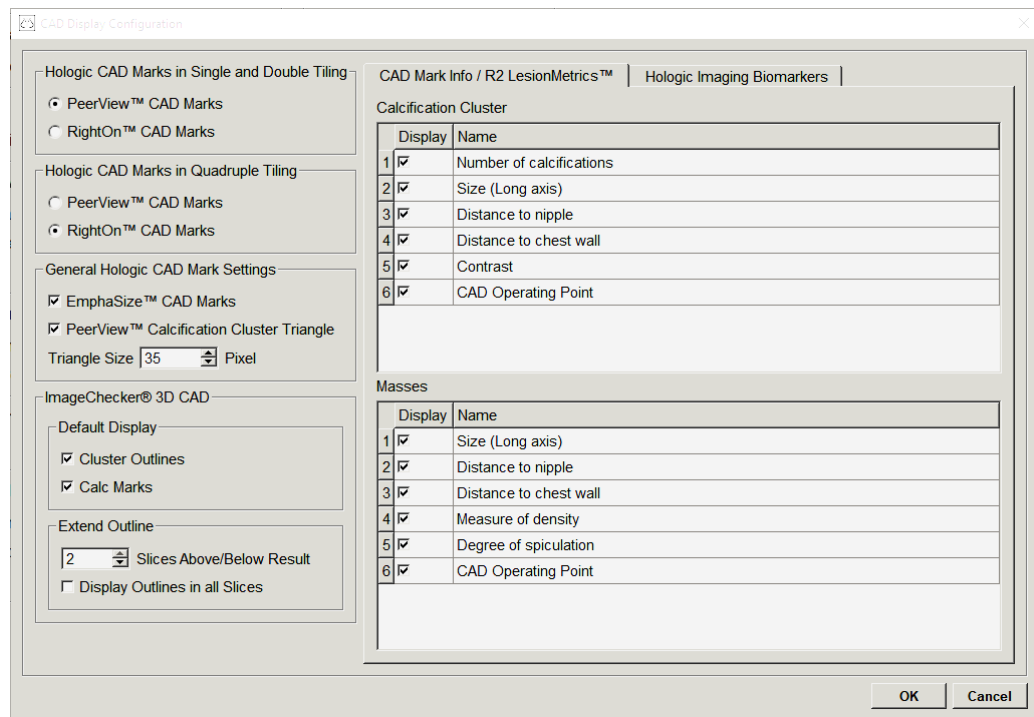 CAD Display Configuration
Hologic CAD Marks in Single and Double Tiling
PeerView™ CAD Marks
RightOn™ CAD Marks
Hologic CAD Marks in Quadruple Tiling
PeerView™ CAD Marks
RightOn™ CAD Marks
General Hologic CAD Mark Settings
EmphaSize™ CAD Marks
PeerView™ Calcification Cluster Triangle
Triangle Size 35 Pixel
ImageChecker® 3D CAD
Default Display
Cluster Outlines
Calc Marks
Extend Outline
2 Slices Above/Below Result
Display Outlines in all Slices
CAD Mark Info / R2 LesionMetrics™ Hologic Imaging Biomarkers
Calcification Cluster
Display Name
1 Number of calcifications
2 Size (Long axis)
3 Distance to nipple
4 Distance to chest wall
5 Contrast
6 CAD Operating Point
Masses
Display Name
1 Size (Long axis)
2 Distance to nipple
3 Distance to chest wall
4 Measure of density
5 Degree of spiculation
6 CAD Operating Point
OK Cancel